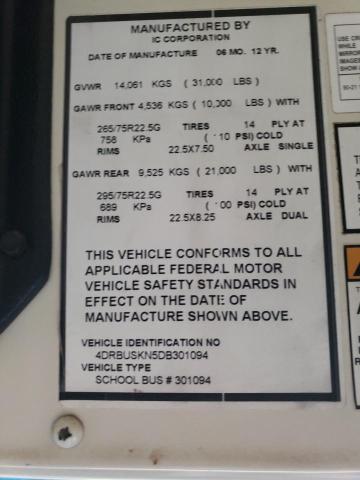 MANUFACTURED BY
IC CORPORATION
DATE OF MANUFACTURE 06 MO. 12 YR.
GVWR 14,061 KGS ( 31,000 LBS )
GAWR FRONT 4,536 KGS ( 10,000 LBS ) WITH
265/75R22.5G TIRES 14 PLY AT
758 KPa ( 110 PSI) COLD
RIMS 22.5X7.50 AXLE SINGLE
GAWR REAR 9,525 KGS ( 21,000 LBS ) WITH
295/75R22.5G TIRES 14 PLY AT
689 KPa ( 100 PSI) COLD
RIMS 22.5X8.25 AXLE DUAL
THIS VEHICLE CONFORMS TO ALL
APPLICABLE FEDERAL MOTOR
VEHICLE SAFETY STANDARDS IN
EFFECT ON THE DATE OF
MANUFACTURE SHOWN ABOVE.
VEHICLE IDENTIFICATION NO
4DRBUSKN5DB301094
VEHICLE TYPE
SCHOOL BUS # 301094
USE
WHILE
MIRROR
SHOW